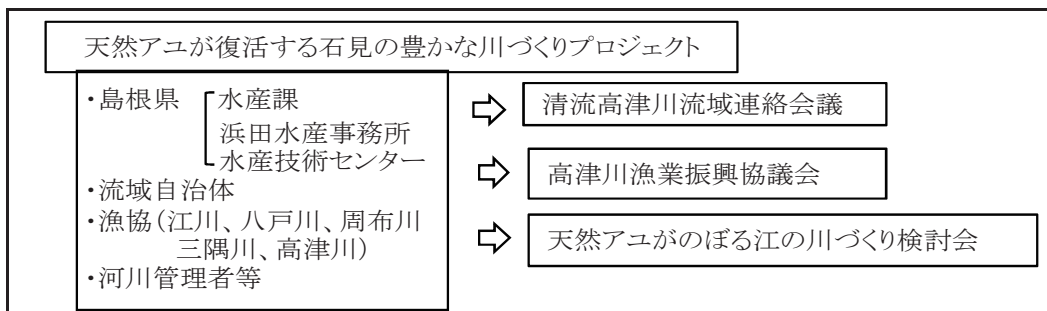 天然アユが復活する石見の豊かな川づくりプロジェクト
・島根県 水産課
浜田水産事務所
水産技術センター
・流域自治体
・漁協(江川、八戸川、周布川
三隅川、高津川)
・河川管理者等
清流高津川流域連絡会議
高津川漁業振興協議会
天然アユがのぼる江の川づくり検討会